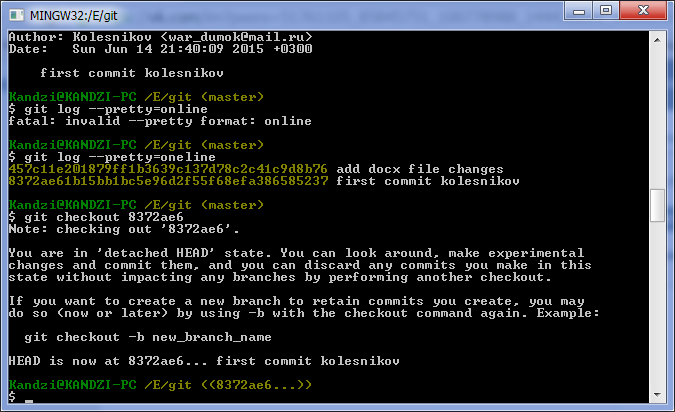 MINGW32:/E/git
Author: Kolesnikov <war_dumok@mail.ru>
Date:   Sun Jun 14 21:40:09 2015 +0300
    first commit kolesnikov
Kandzi@KANDZI-PC /E/git (master)
$ git log --pretty=online
fatal: invalid --pretty format: online
Kandzi@KANDZI-PC /E/git (master)
$ git log --pretty=oneline
457c11e201879ff1b3639c137d78c2c41c9d8b76 add docx file changes
8372ae61b15bb1bc5e96d2f55f68efa386585237 first commit kolesnikov
Kandzi@KANDZI-PC /E/git (master)
$ git checkout 8372ae6
Note: checking out '8372ae6'.
You are in 'detached HEAD' state. You can look around, make experimental
changes and commit them, and you can discard any commits you make in this
state without impacting any branches by performing another checkout.
If you want to create a new branch to retain commits you create, you may
do so (now or later) by using -b with the checkout command again. Example:
  git checkout -b new_branch_name
HEAD is now at 8372ae6... first commit kolesnikov
Kandzi@KANDZI-PC /E/git ((8372ae6...))
$ _